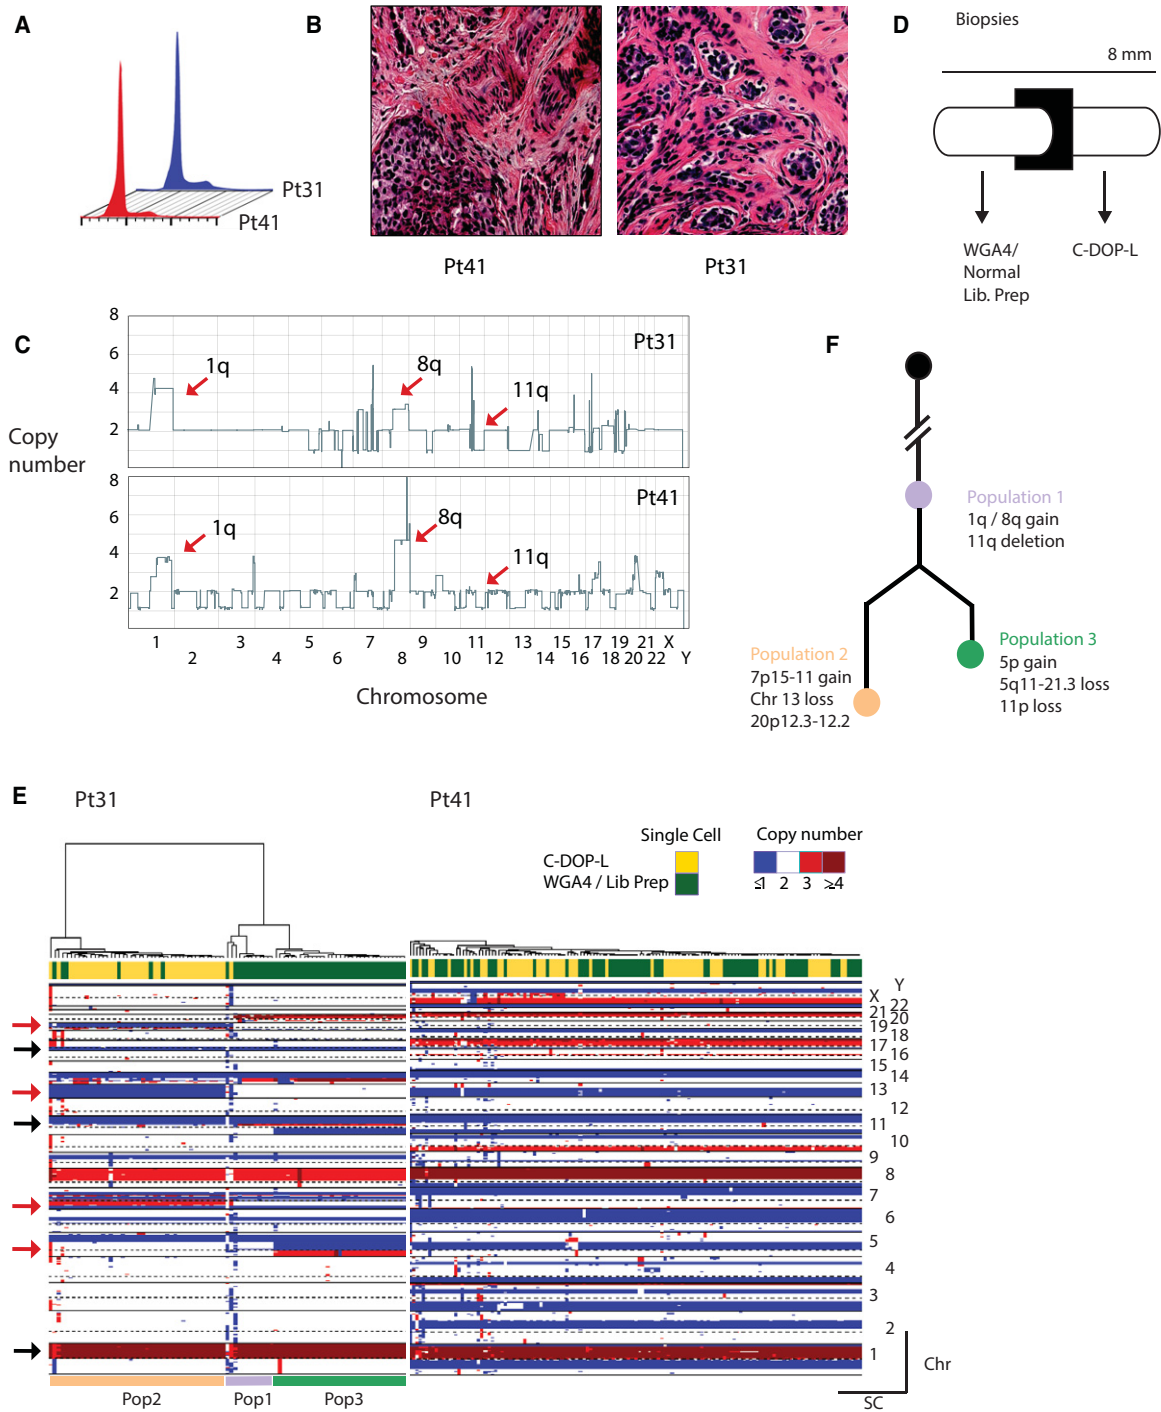 A
Pt31
Pt41
B
Pt41
Pt31
D
Biopsies
8 mm
WGA4/
Normal
Lib. Prep
C-DOP-L
C
Copy
number
8
6
4
2
Pt31
1q
8q
11q
8
6
4
2
Pt41
1q
8q
11q
1 3 5 7 9 11 13 15 17 19 21 X
2 4 6 8 10 12 14 16 18 20 22 Y
Chromosome
F
Population 1
1q / 8q gain
11q deletion
Population 2
7p15-11 gain
Chr 13 loss
20p12.3-12.2
Population 3
5p gain
5q11-21.3 loss
11p loss
E
Pt31
Pt41
Single Cell
C-DOP-L
WGA4 / Lib Prep
Copy number
≤1 2 3 ≥4
Y
X
22
21
20
19
18
17
16
15
14
13
12
11
10
9
8
7
6
5
4
3
2
1
Chr
SC
Pop2
Pop1
Pop3